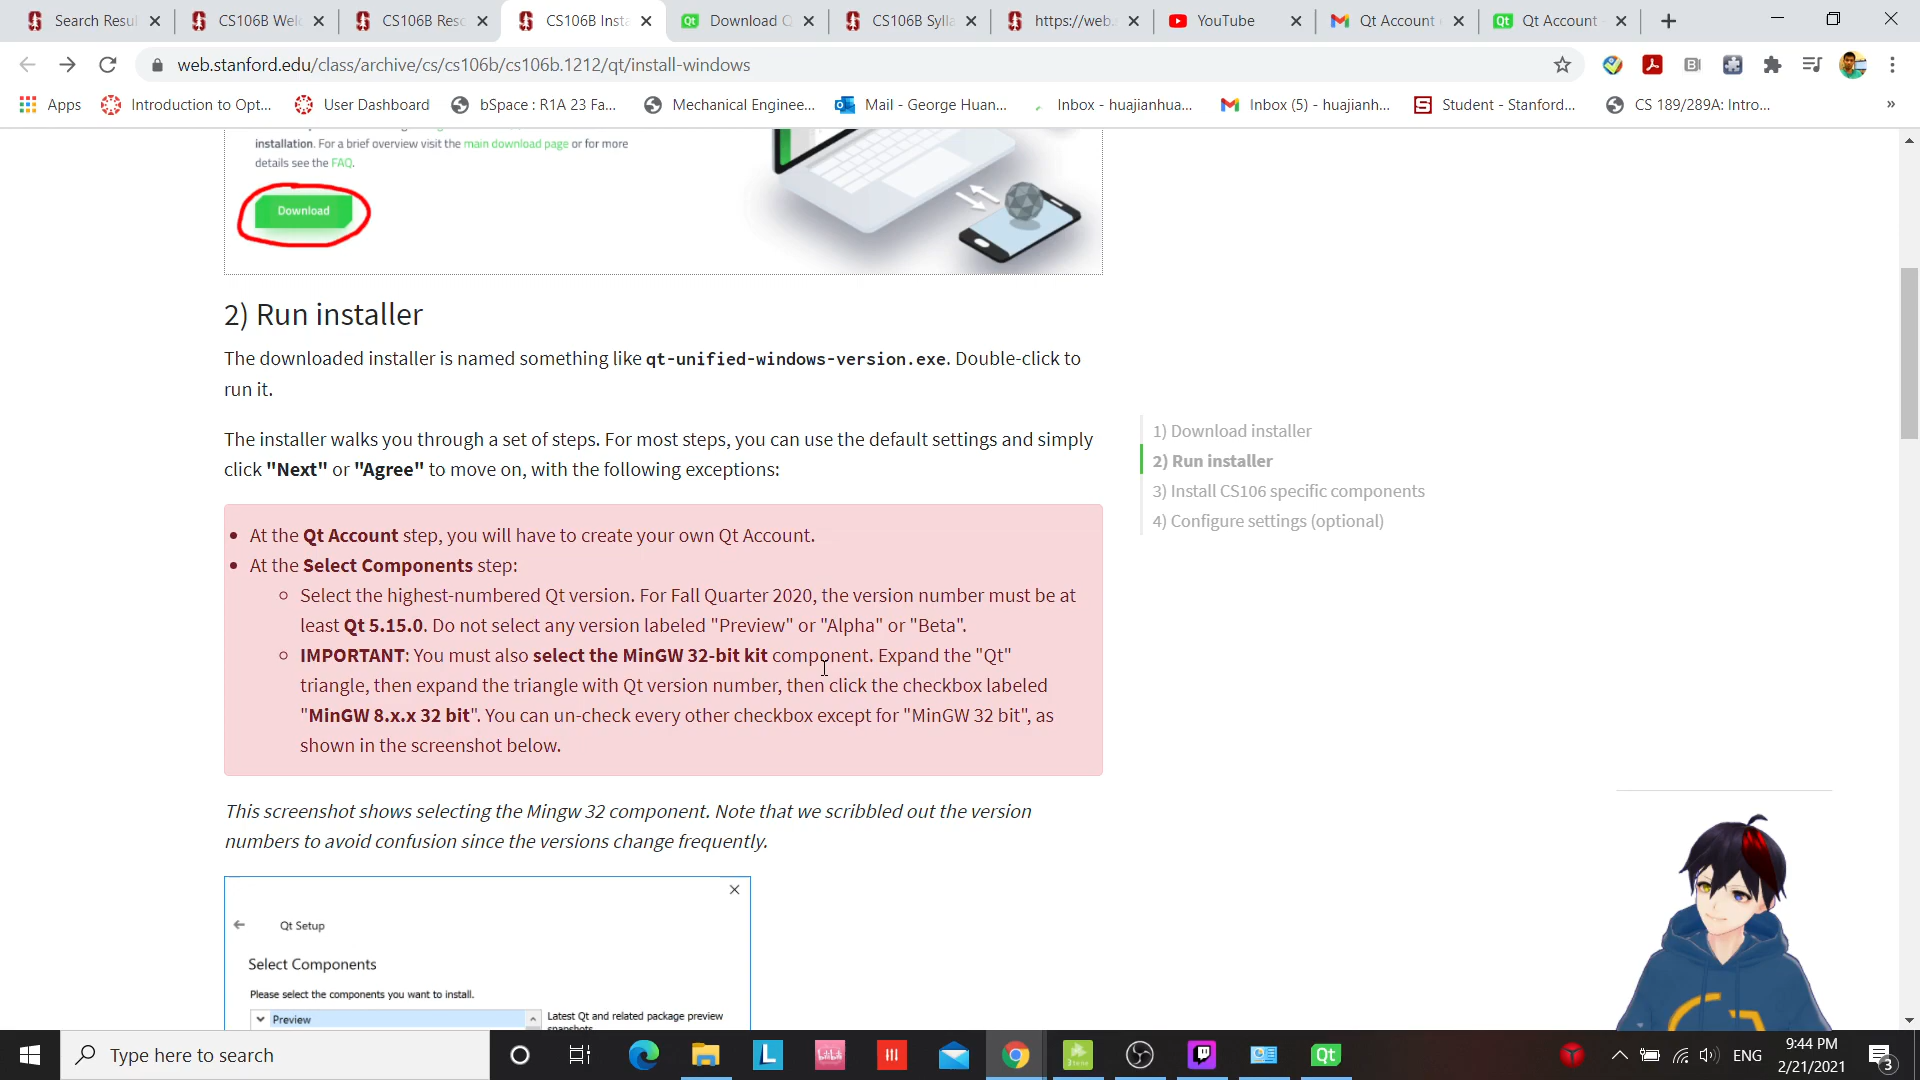 Search Resul
CS106B Wel
CS106B Reso
CS106B Insta
Download Q
CS106B Sylla
https://web.
YouTube
Qt Account
Qt Account
web.stanford.edu/class/archive/cs/cs106b/cs106b.1212/qt/install-windows
Apps
Introduction to Opt...
User Dashboard
bSpace : R1A 23 Fa...
Mechanical Enginee...
Mail - George Huan...
Inbox - huajianhua...
Inbox (5) - huajianh...
Student - Stanford...
CS 189/289A: Intro...
»
installation. For a brief overview visit the main download page or for more
details see the FAQ.
Download
2) Run installer
The downloaded installer is named something like qt-unified-windows-version.exe. Double-click to
run it.
The installer walks you through a set of steps. For most steps, you can use the default settings and simply
click "Next" or "Agree" to move on, with the following exceptions:
At the Qt Account step, you will have to create your own Qt Account.
At the Select Components step:
Select the highest-numbered Qt version. For Fall Quarter 2020, the version number must be at
least Qt 5.15.0. Do not select any version labeled "Preview" or "Alpha" or "Beta".
IMPORTANT: You must also select the MinGW 32-bit kit component. Expand the "Qt"
triangle, then expand the triangle with Qt version number, then click the checkbox labeled
"MinGW 8.x.x 32 bit". You can un-check every other checkbox except for "MinGW 32 bit", as
shown in the screenshot below.
This screenshot shows selecting the Mingw 32 component. Note that we scribbled out the version
numbers to avoid confusion since the versions change frequently.
Qt Setup
Select Components
Please select the components you want to install.
Preview
Latest Qt and related package preview
1) Download installer
2) Run installer
3) Install CS106 specific components
4) Configure settings (optional)
Type here to search
L
Qt
ENG
9:44 PM
2/21/2021
3